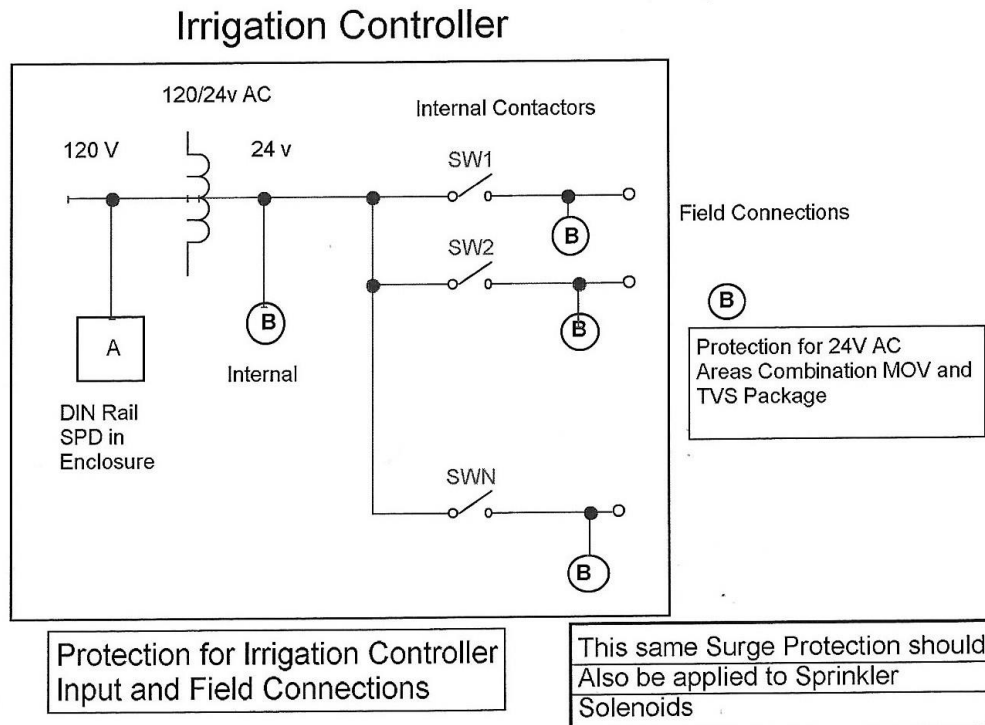 Irrigation Controller
120/24v AC
Internal Contactors
120 V
24 v
SW1
B
Field Connections
SW2
B
B
A
B
Internal
Protection for 24V AC
Areas Combination MOV and
TVS Package
DIN Rail
SPD in
Enclosure
SWN
B
Protection for Irrigation Controller
Input and Field Connections
This same Surge Protection should
Also be applied to Sprinkler
Solenoids